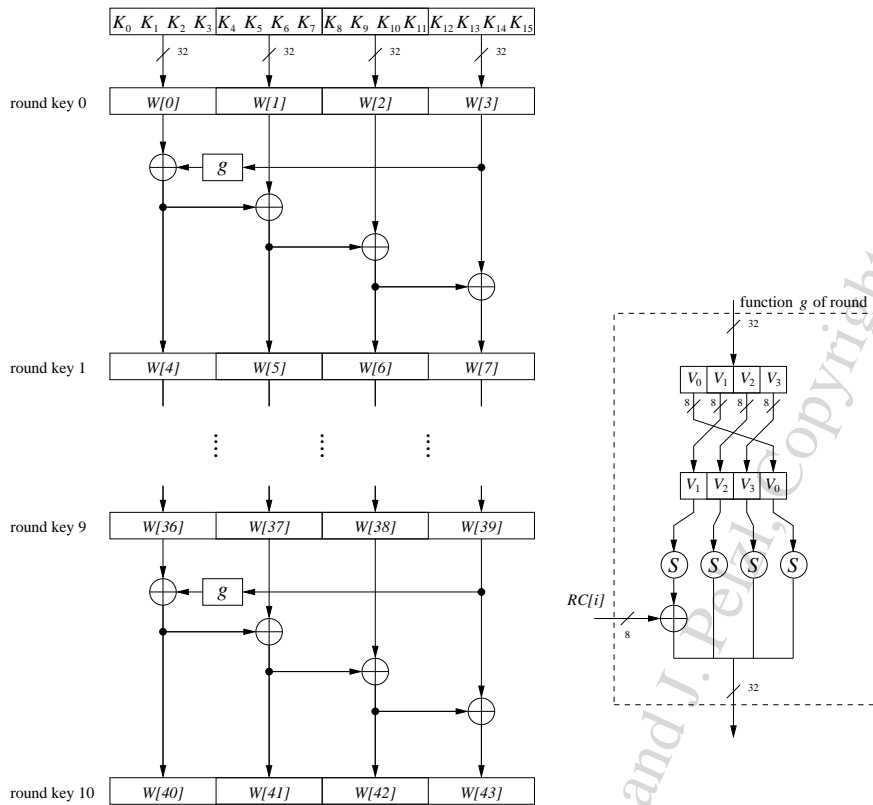 K0 K1 K2 K3 K4 K5 K6 K7 K8 K9 K10 K11 K12 K13 K14 K15
32 32 32 32
round key 0 W[0] W[1] W[2] W[3]
g
round key 1 W[4] W[5] W[6] W[7]
round key 9 W[36] W[37] W[38] W[39]
g
round key 10 W[40] W[41] W[42] W[43]
function g of round
32
V0 V1 V2 V3
8 8 8 8
V1 V2 V3 V0
S S S S
RC[i]
8
32
and J. Pelzl, Copyright